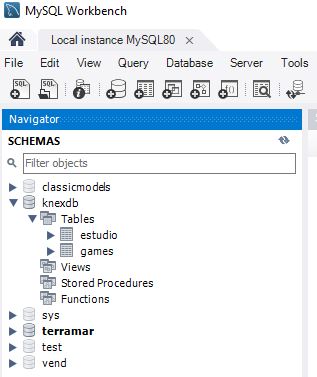 MySQL Workbench
Local instance MySQL80 ×
File Edit View Query Database Server Tools
Navigator
SCHEMAS
Filter objects
classicmodels
knexdb
Tables
estudio
games
Views
Stored Procedures
Functions
sys
terramar
test
vend